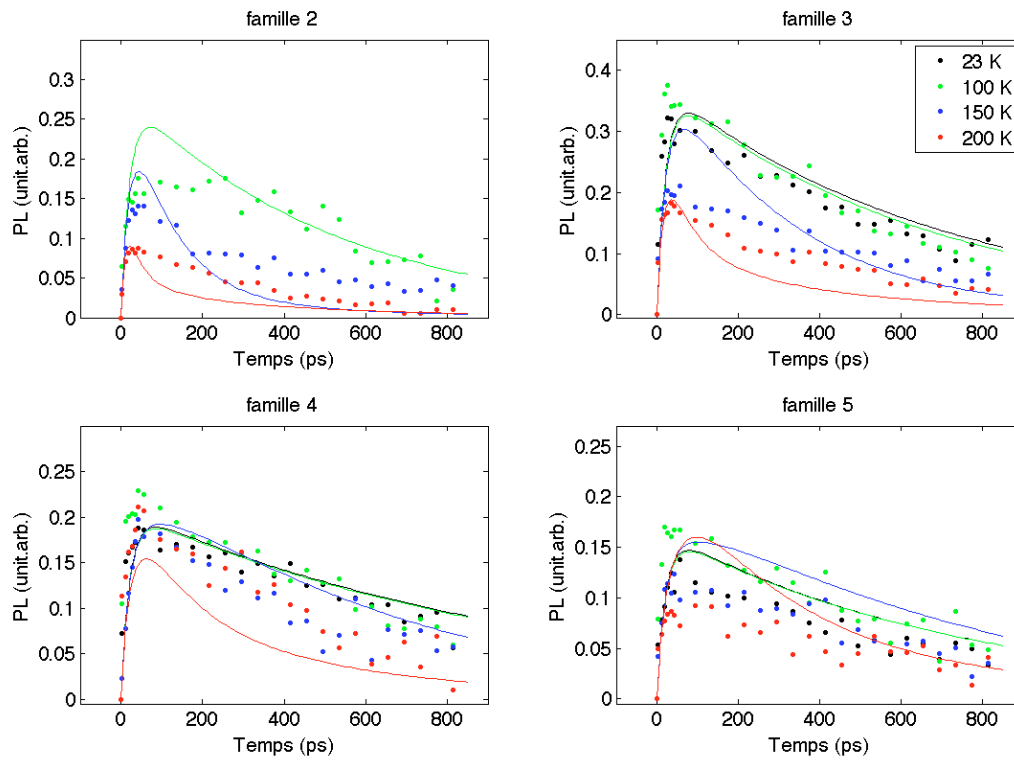 famille 2
0.3
0.25
0.2
0.15
0.1
0.05
0
PL (unit.arb.)
0 200 400 600 800
Temps (ps)
famille 3
0.4
0.3
0.2
0.1
0
PL (unit.arb.)
0 200 400 600 800
Temps (ps)
23 K
100 K
150 K
200 K
famille 4
0.25
0.2
0.15
0.1
0.05
0
PL (unit.arb.)
0 200 400 600 800
Temps (ps)
famille 5
0.25
0.2
0.15
0.1
0.05
0
PL (unit.arb.)
0 200 400 600 800
Temps (ps)